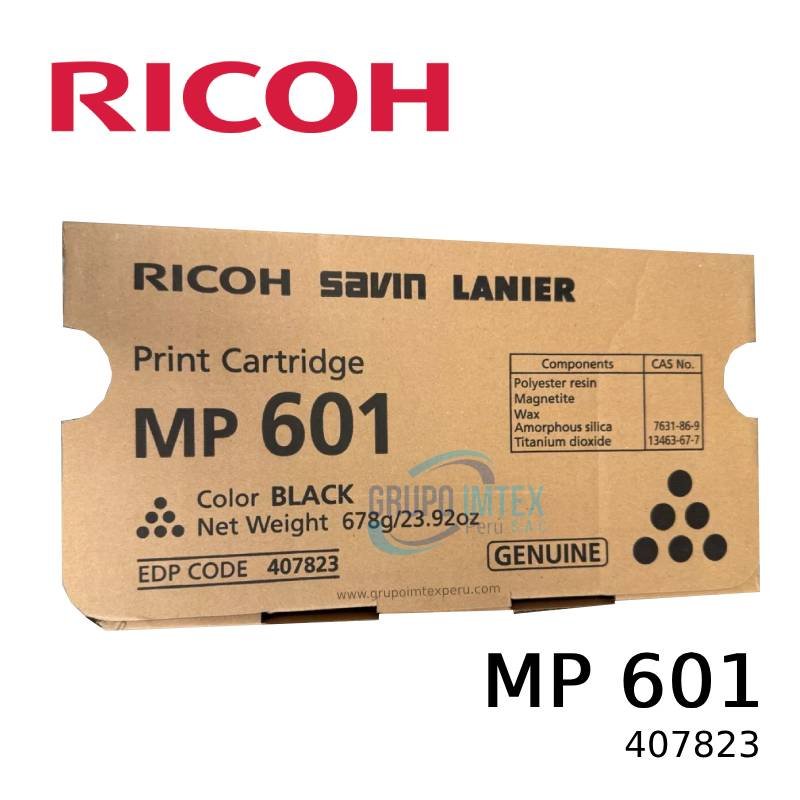 RICOH
RICOH savin LANIER
Print Cartridge
MP 601
Components CAS No.
Polyester resin
Magnetite
Wax
Amorphous silica 7631-86-9
Titanium dioxide 13463-67-7
Color BLACK
Net Weight 678g/23.92oz
GRUPO IMTEX
Perú S.A.C
EDP CODE 407823
GENUINE
www.grupoimtexperu.com
MP 601
407823